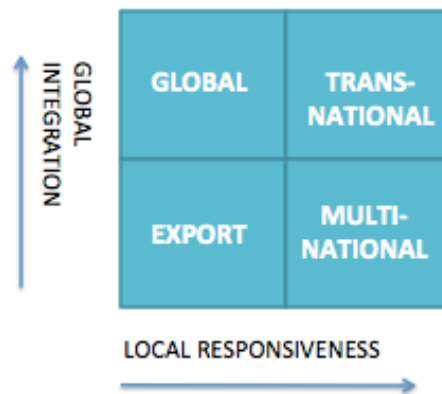 GLOBAL
INTEGRATION
GLOBAL
TRANS-
NATIONAL
EXPORT
MULTI-
NATIONAL
LOCAL RESPONSIVENESS